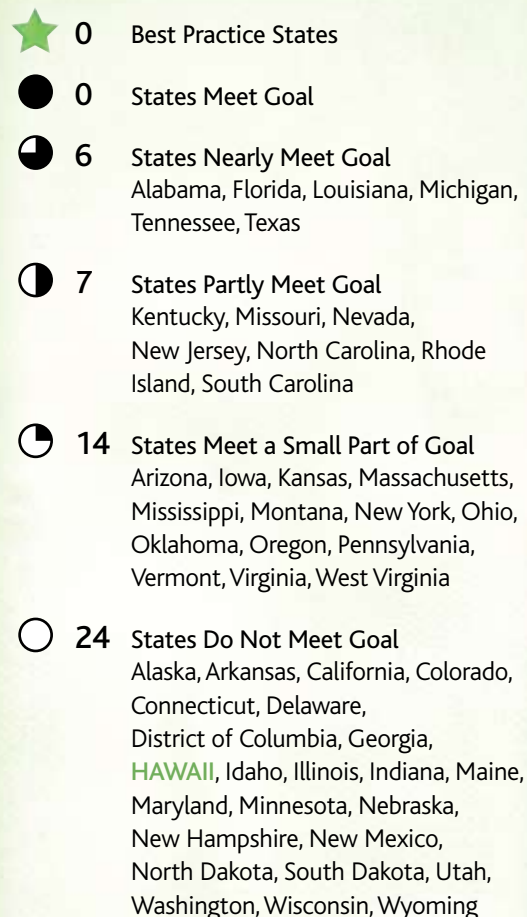 0 Best Practice States
0 States Meet Goal
6 States Nearly Meet Goal
Alabama, Florida, Louisiana, Michigan,
Tennessee, Texas
7 States Partly Meet Goal
Kentucky, Missouri, Nevada,
New Jersey, North Carolina, Rhode
Island, South Carolina
14 States Meet a Small Part of Goal
Arizona, Iowa, Kansas, Massachusetts,
Mississippi, Montana, New York, Ohio,
Oklahoma, Oregon, Pennsylvania,
Vermont, Virginia, West Virginia
24 States Do Not Meet Goal
Alaska, Arkansas, California, Colorado,
Connecticut, Delaware,
District of Columbia, Georgia,
HAWAII, Idaho, Illinois, Indiana, Maine,
Maryland, Minnesota, Nebraska,
New Hampshire, New Mexico,
North Dakota, South Dakota, Utah,
Washington, Wisconsin, Wyoming